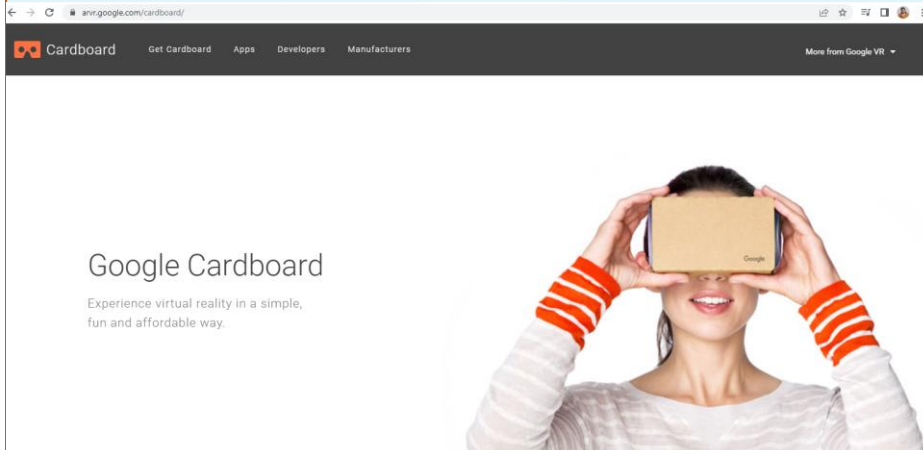 arvr.google.com/cardboard/
Cardboard Get Cardboard Apps Developers Manufacturers More from Google VR
Google Cardboard
Experience virtual reality in a simple,
fun and affordable way.
Google